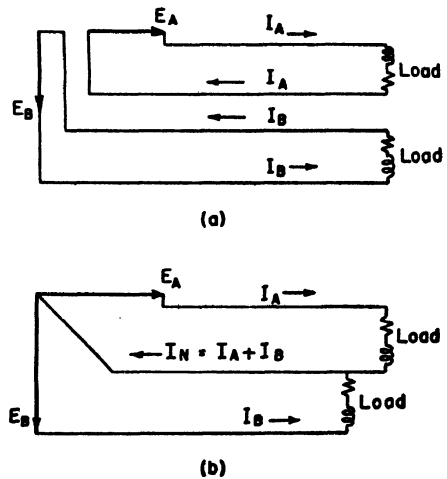 E_A
I_A
Load
I_A
I_B
E_B
Load
I_B
(a)
E_A
I_A
Load
I_N = I_A + I_B
Load
E_B
I_B
(b)